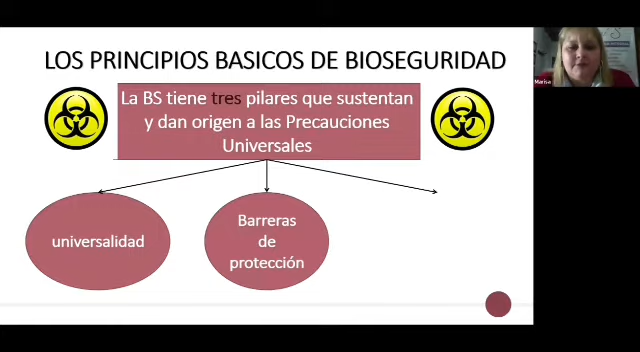 LOS PRINCIPIOS BASICOS DE BIOSEGURIDAD
La BS tiene tres pilares que sustentan
y dan origen a las Precauciones
Universales
universalidad
Barreras
de
protección
Marisa